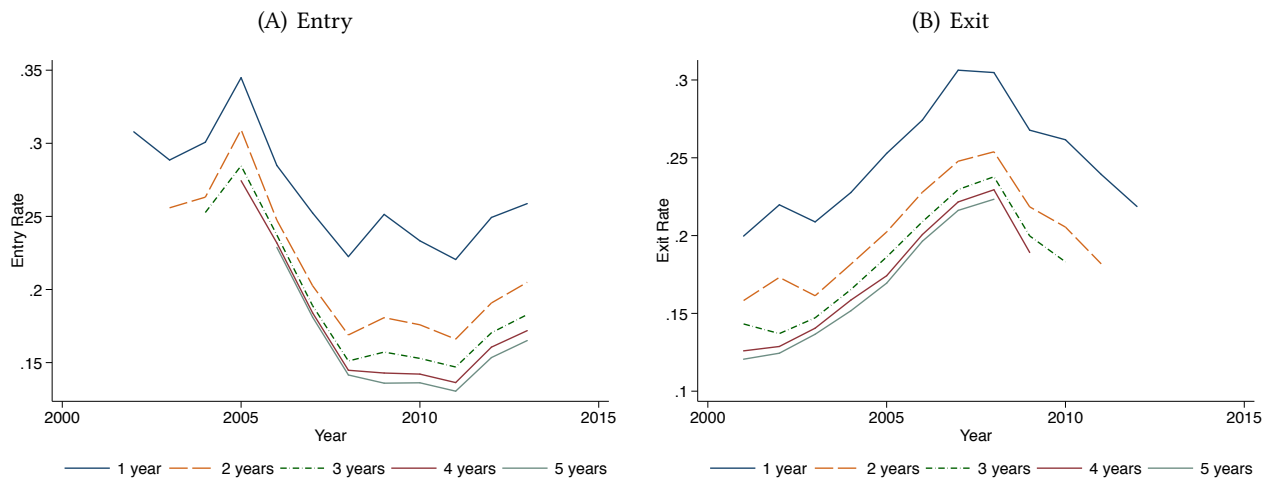 (A) Entry
.35
.3
.25
.2
.15
Entry Rate
2000 2005 2010 2015
Year
1 year 2 years 3 years 4 years 5 years
(B) Exit
.3
.25
.2
.15
.1
Exit Rate
2000 2005 2010 2015
Year
1 year 2 years 3 years 4 years 5 years